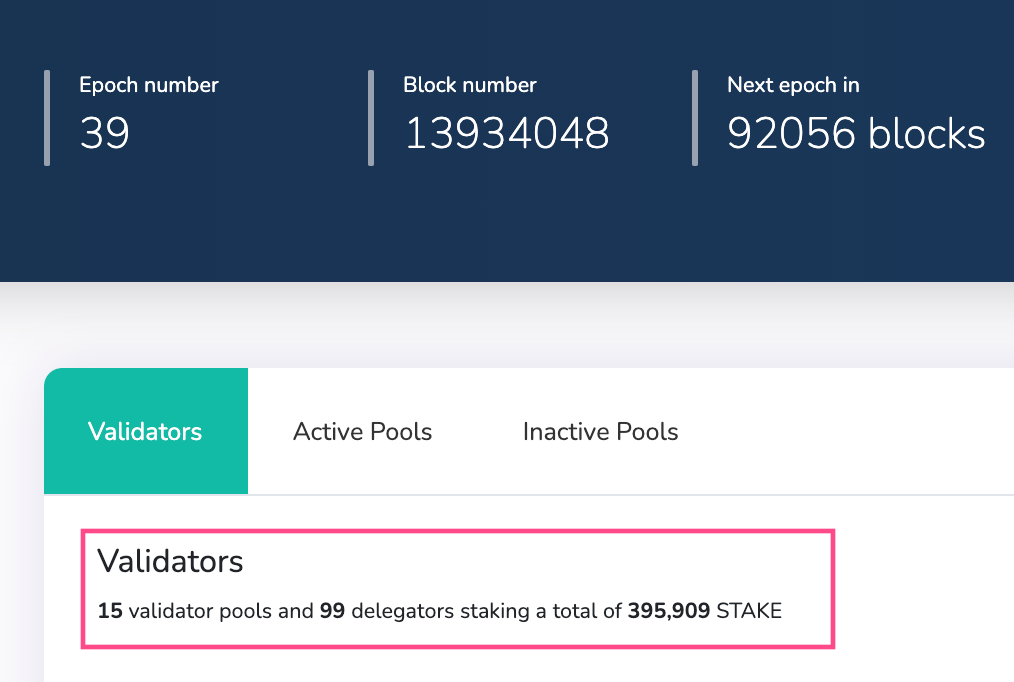 Epoch number
39
Block number
13934048
Next epoch in
92056 blocks
Validators
Active Pools
Inactive Pools
Validators
15 validator pools and 99 delegators staking a total of 395,909 STAKE